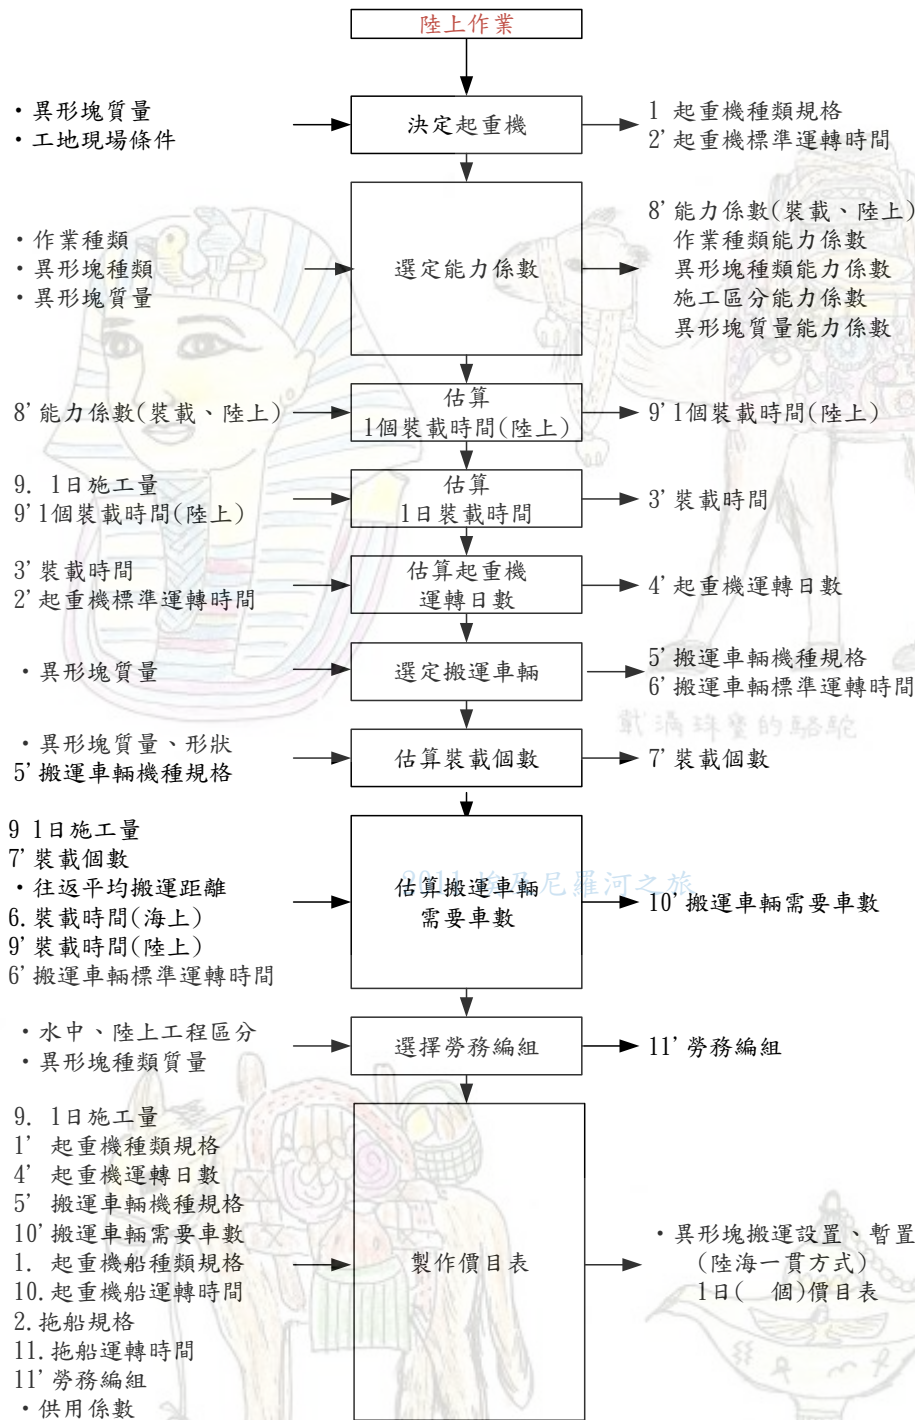 陸上作業
・異形塊質量
・工地現場條件
決定起重機
1 起重機種類規格
2’起重機標準運轉時間
・作業種類
・異形塊種類
・異形塊質量
選定能力係數
8’能力係數(裝載、陸上)
作業種類能力係數
異形塊種類能力係數
施工區分能力係數
異形塊質量能力係數
8’能力係數(裝載、陸上)
估算
1個裝載時間(陸上)
9’1個裝載時間(陸上)
9. 1日施工量
9’1個裝載時間(陸上)
估算
1日裝載時間
3’裝載時間
3’裝載時間
2’起重機標準運轉時間
估算起重機
運轉日數
4’起重機運轉日數
・異形塊質量
選定搬運車輛
5’搬運車輛機種規格
6’搬運車輛標準運轉時間
戴滿珠寶的駱駝
・異形塊質量、形狀
5’搬運車輛機種規格
估算裝載個數
7’裝載個數
9 1日施工量
7’裝載個數
・往返平均搬運距離
6.裝載時間(海上)
9’裝載時間(陸上)
6’搬運車輛標準運轉時間
2011 埃及尼羅河之旅
估算搬運車輛
需要車數
10’搬運車輛需要車數
・水中、陸上工程區分
・異形塊種類質量
選擇勞務編組
11’勞務編組
9. 1日施工量
1’ 起重機種類規格
4’ 起重機運轉日數
5’ 搬運車輛機種規格
10’搬運車輛需要車數
1. 起重機船種類規格
10.起重機船運轉時間
2.拖船規格
11.拖船運轉時間
11’勞務編組
・供用係數
製作價目表
・異形塊搬運設置、暫置
(陸海一貫方式)
1日( 個)價目表